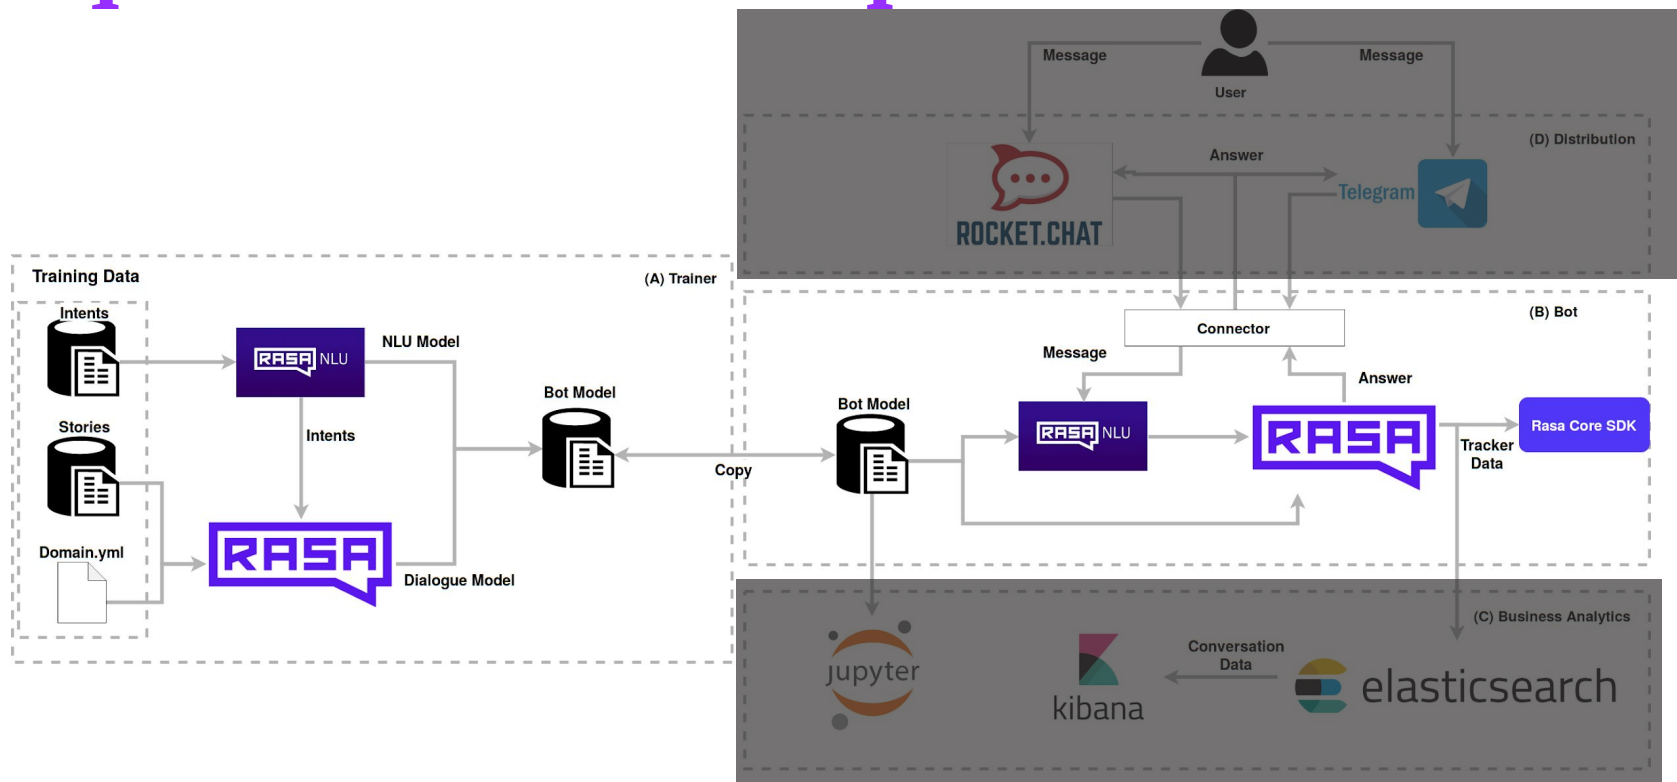 Message
Message
User
(D) Distribution
Answer
Telegram
ROCKET.CHAT
Training Data
(A) Trainer
Intents
RASA NLU
NLU Model
Bot Model
Stories
Intents
Domain.yml
RASA
Dialogue Model
Copy
(B) Bot
Connector
Message
Answer
Bot Model
RASA NLU
RASA
Rasa Core SDK
Tracker
Data
(C) Business Analytics
jupyter
kibana
Conversation
Data
elasticsearch